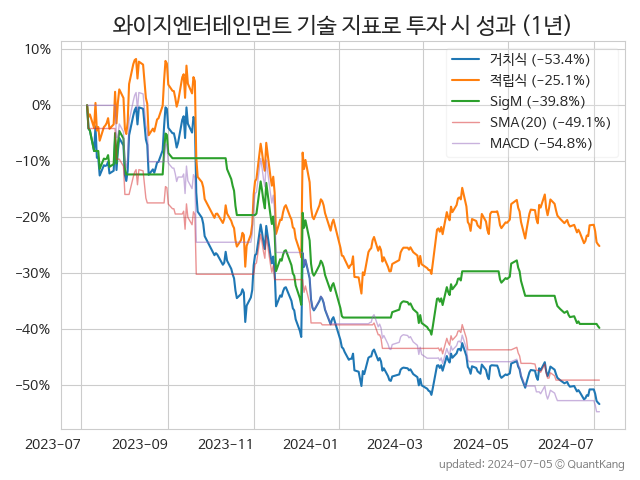 와이지엔터테인먼트 기술 지표로 투자 시 성과 (1년)
거치식 (−53.4%)
적립식 (−25.1%)
SigM (−39.8%)
SMA(20) (−49.1%)
MACD (−54.8%)
10%
0%
−10%
−20%
−30%
−40%
−50%
2023-07 2023-09 2023-11 2024-01 2024-03 2024-05 2024-07
updated: 2024-07-05 © QuantKang